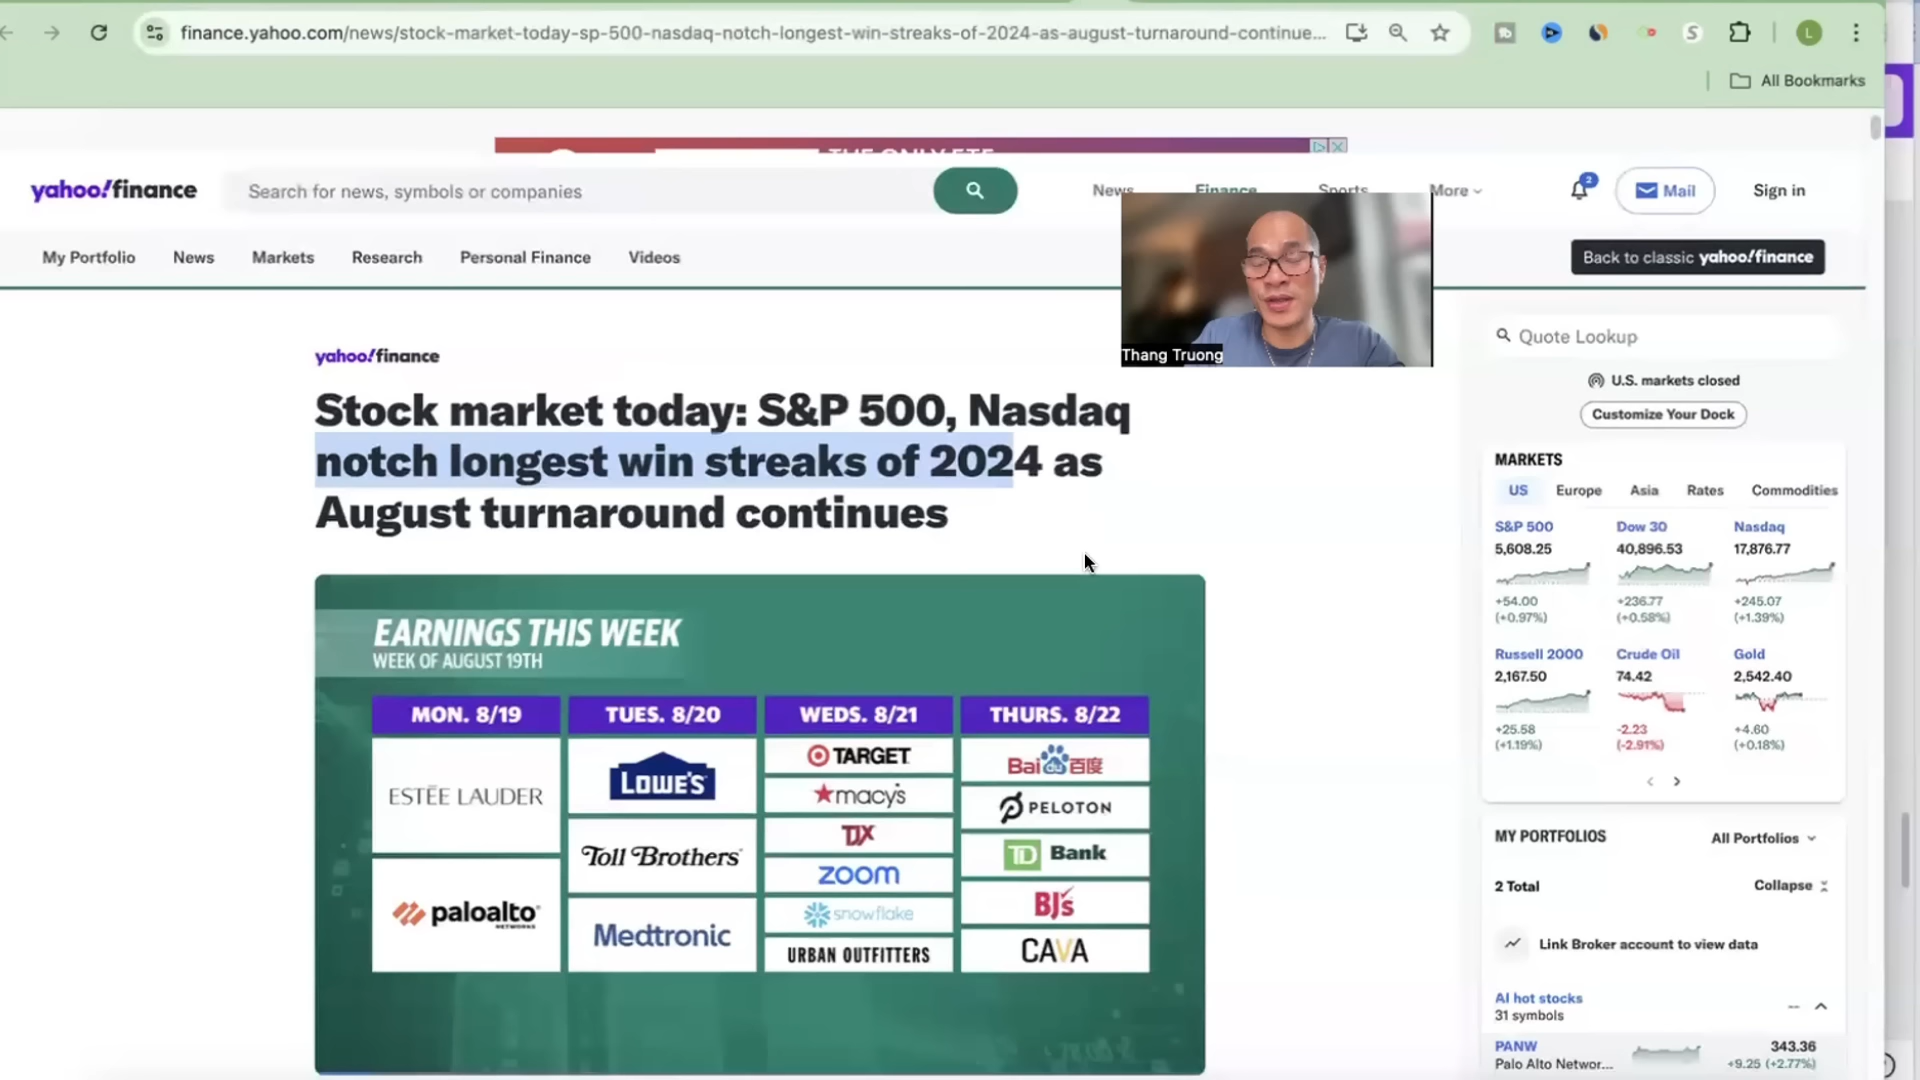 finance.yahoo.com/news/stock-market-today-sp-500-nasdaq-notch-longest-win-streaks-of-2024-as-august-turnaround-continue...
L
All Bookmarks
yahoo!finance
Search for news, symbols or companies
News
Finance
Sports
More
2
Mail
Sign in
My Portfolio
News
Markets
Research
Personal Finance
Videos
Back to classic yahoo!finance
Thang Truong
yahoo!finance
Stock market today: S&P 500, Nasdaq
notch longest win streaks of 2024 as
August turnaround continues
EARNINGS THIS WEEK
WEEK OF AUGUST 19TH
MON. 8/19
ESTĒE LAUDER
paloalto
NETWORKS
TUES. 8/20
LOWE'S
Toll Brothers
Medtronic
WEDS. 8/21
TARGET
macy's
TJX
zoom
snowflake
URBAN OUTFITTERS
THURS. 8/22
Bai du 百度
PELOTON
TD Bank
BJ's
CAVA
Quote Lookup
U.S. markets closed
Customize Your Dock
MARKETS
US Europe Asia Rates Commodities
S&P 500 Dow 30 Nasdaq
5,608.25 40,896.53 17,876.77
+54.00 +236.77 +245.07
(+0.97%) (+0.58%) (+1.39%)
Russell 2000 Crude Oil Gold
2,167.50 74.42 2,542.40
+25.58 -2.23 +4.60
(+1.19%) (-2.91%) (+0.18%)
MY PORTFOLIOS All Portfolios
2 Total Collapse
Link Broker account to view data
AI hot stocks --
31 symbols
PANW 343.36
Palo Alto Networ... +9.25 (+2.77%)